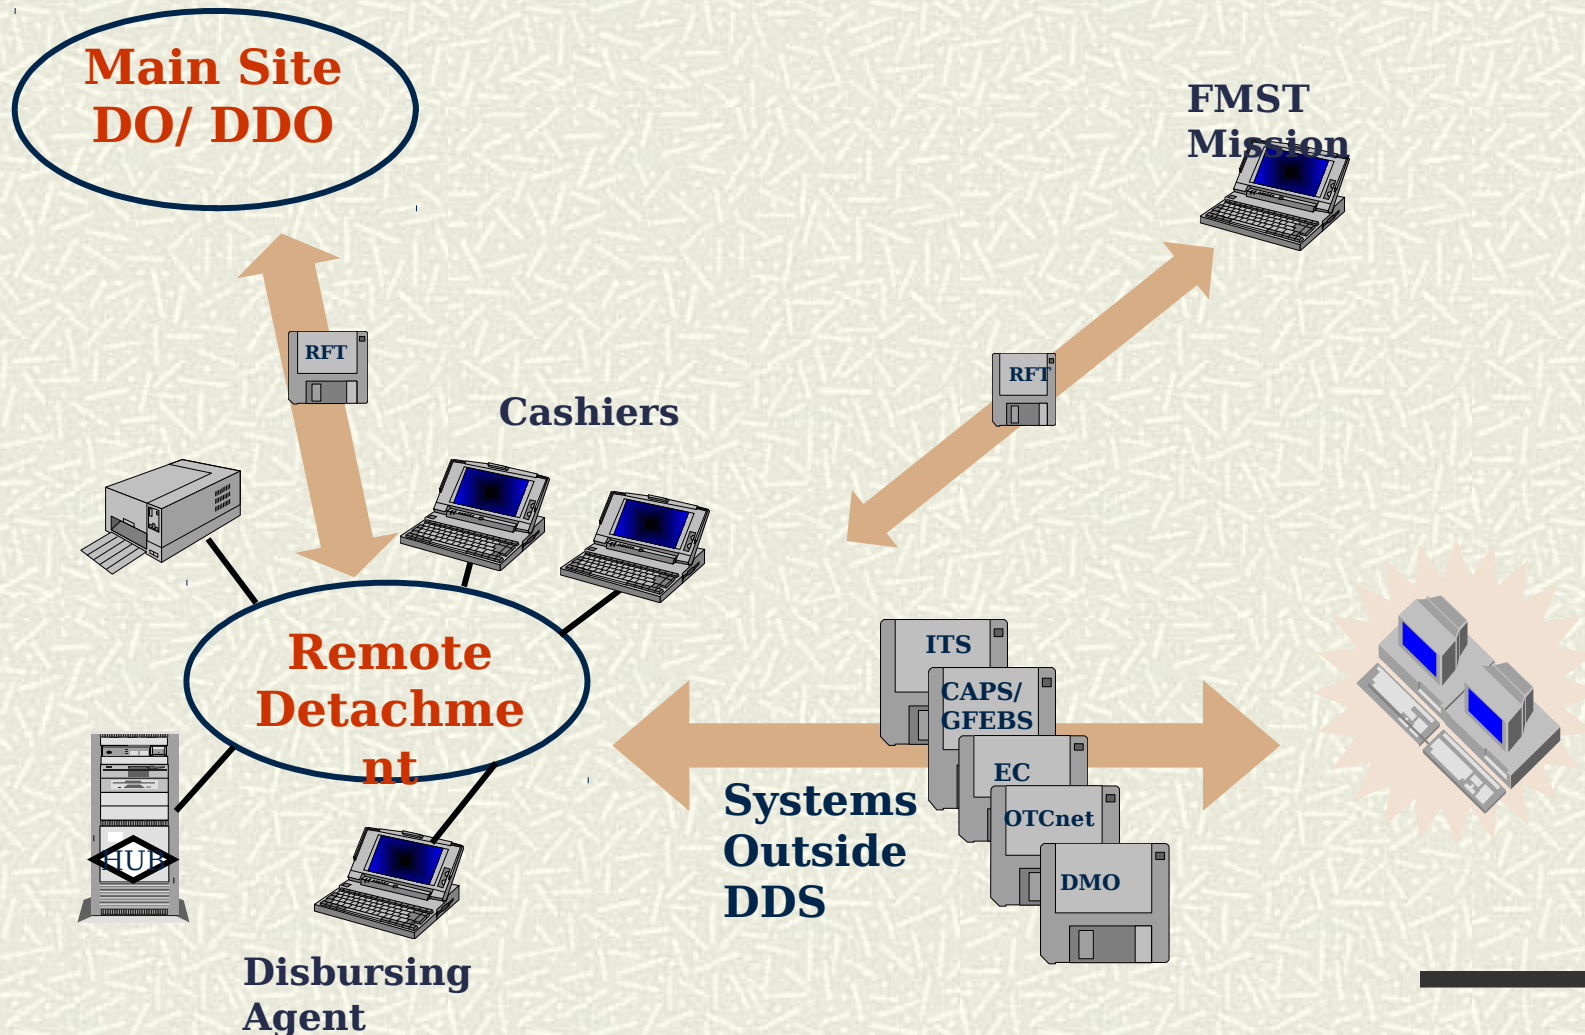 Main Site
DO/ DDO
FMST
Mission
RFT
RFT
Cashiers
Remote
Detachme
nt
ITS
CAPS/
GFEBS
EC
OTCnet
DMO
Systems
Outside
DDS
HUB
Disbursing
Agent